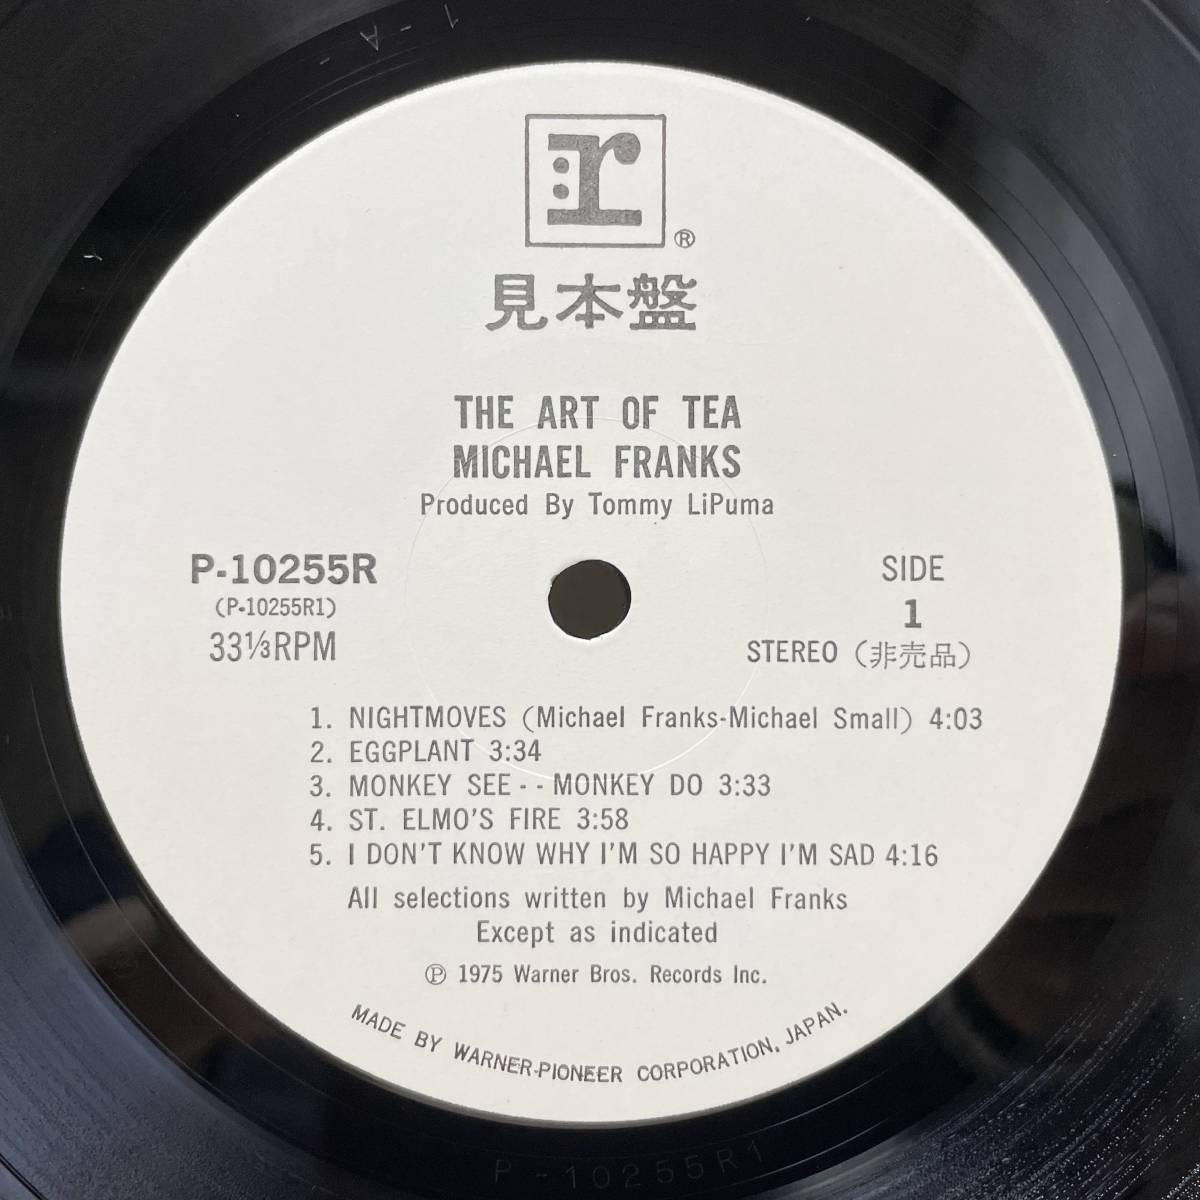 1 - A -
r
®
見本盤
THE ART OF TEA
MICHAEL FRANKS
Produced By Tommy LiPuma
P-10255R
(P-10255R1)
33⅓RPM
SIDE
1
STEREO (非売品)
1. NIGHTMOVES (Michael Franks-Michael Small) 4:03
2. EGGPLANT 3:34
3. MONKEY SEE - - MONKEY DO 3:33
4. ST. ELMO'S FIRE 3:58
5. I DON'T KNOW WHY I'M SO HAPPY I'M SAD 4:16
All selections written by Michael Franks
Except as indicated
℗ 1975 Warner Bros. Records Inc.
MADE BY WARNER-PIONEER CORPORATION, JAPAN.
P-10255R1